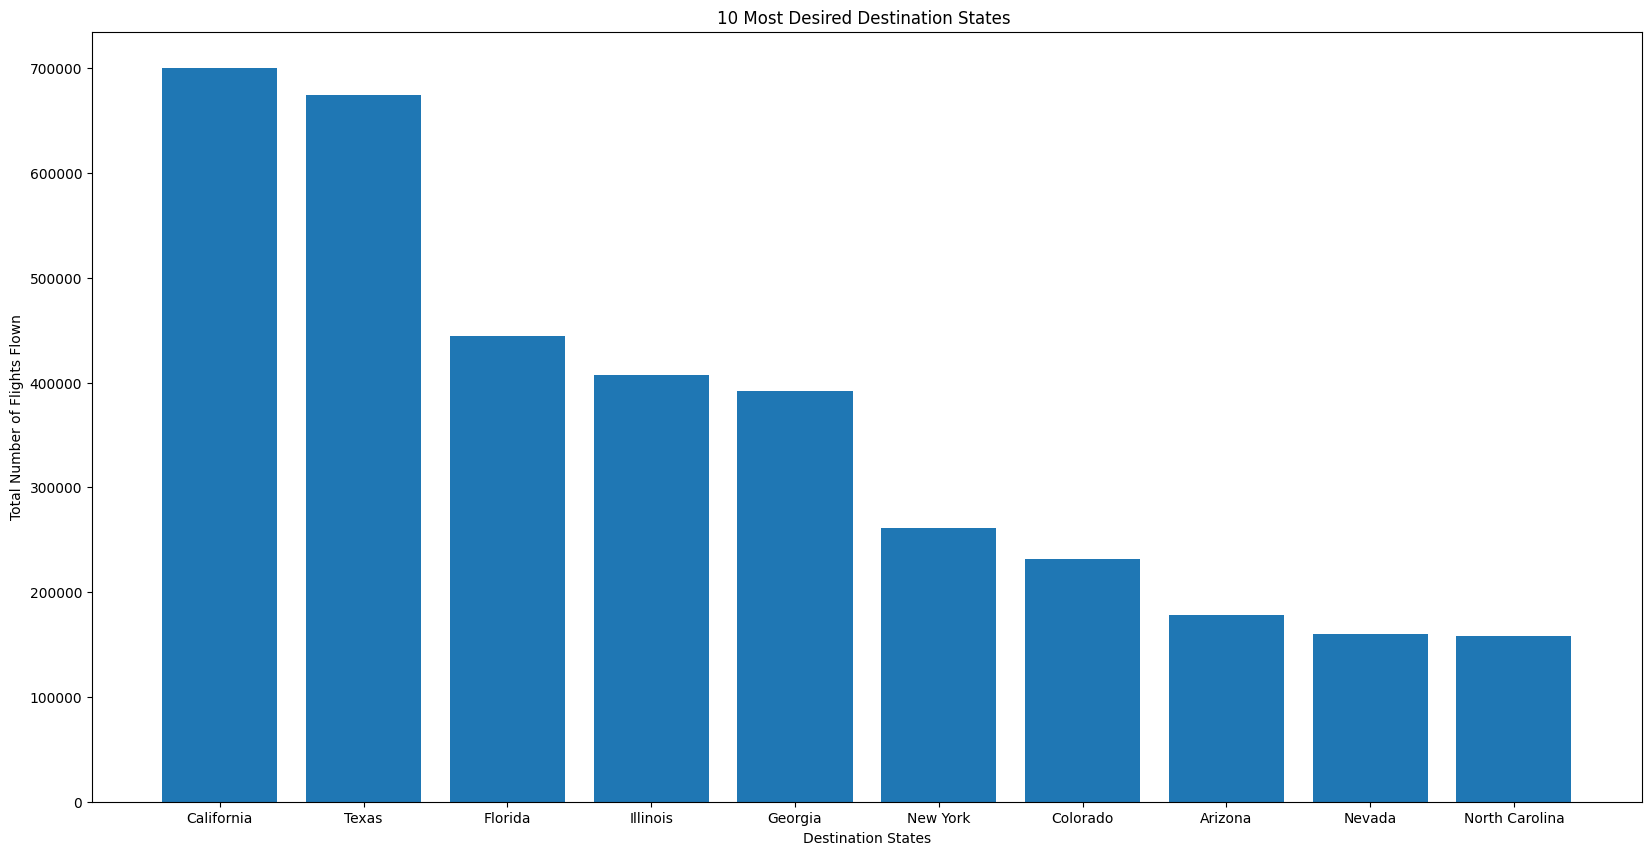 10 Most Desired Destination States
Total Number of Flights Flown
700000
600000
500000
400000
300000
200000
100000
0
California Texas Florida Illinois Georgia New York Colorado Arizona Nevada North Carolina
Destination States